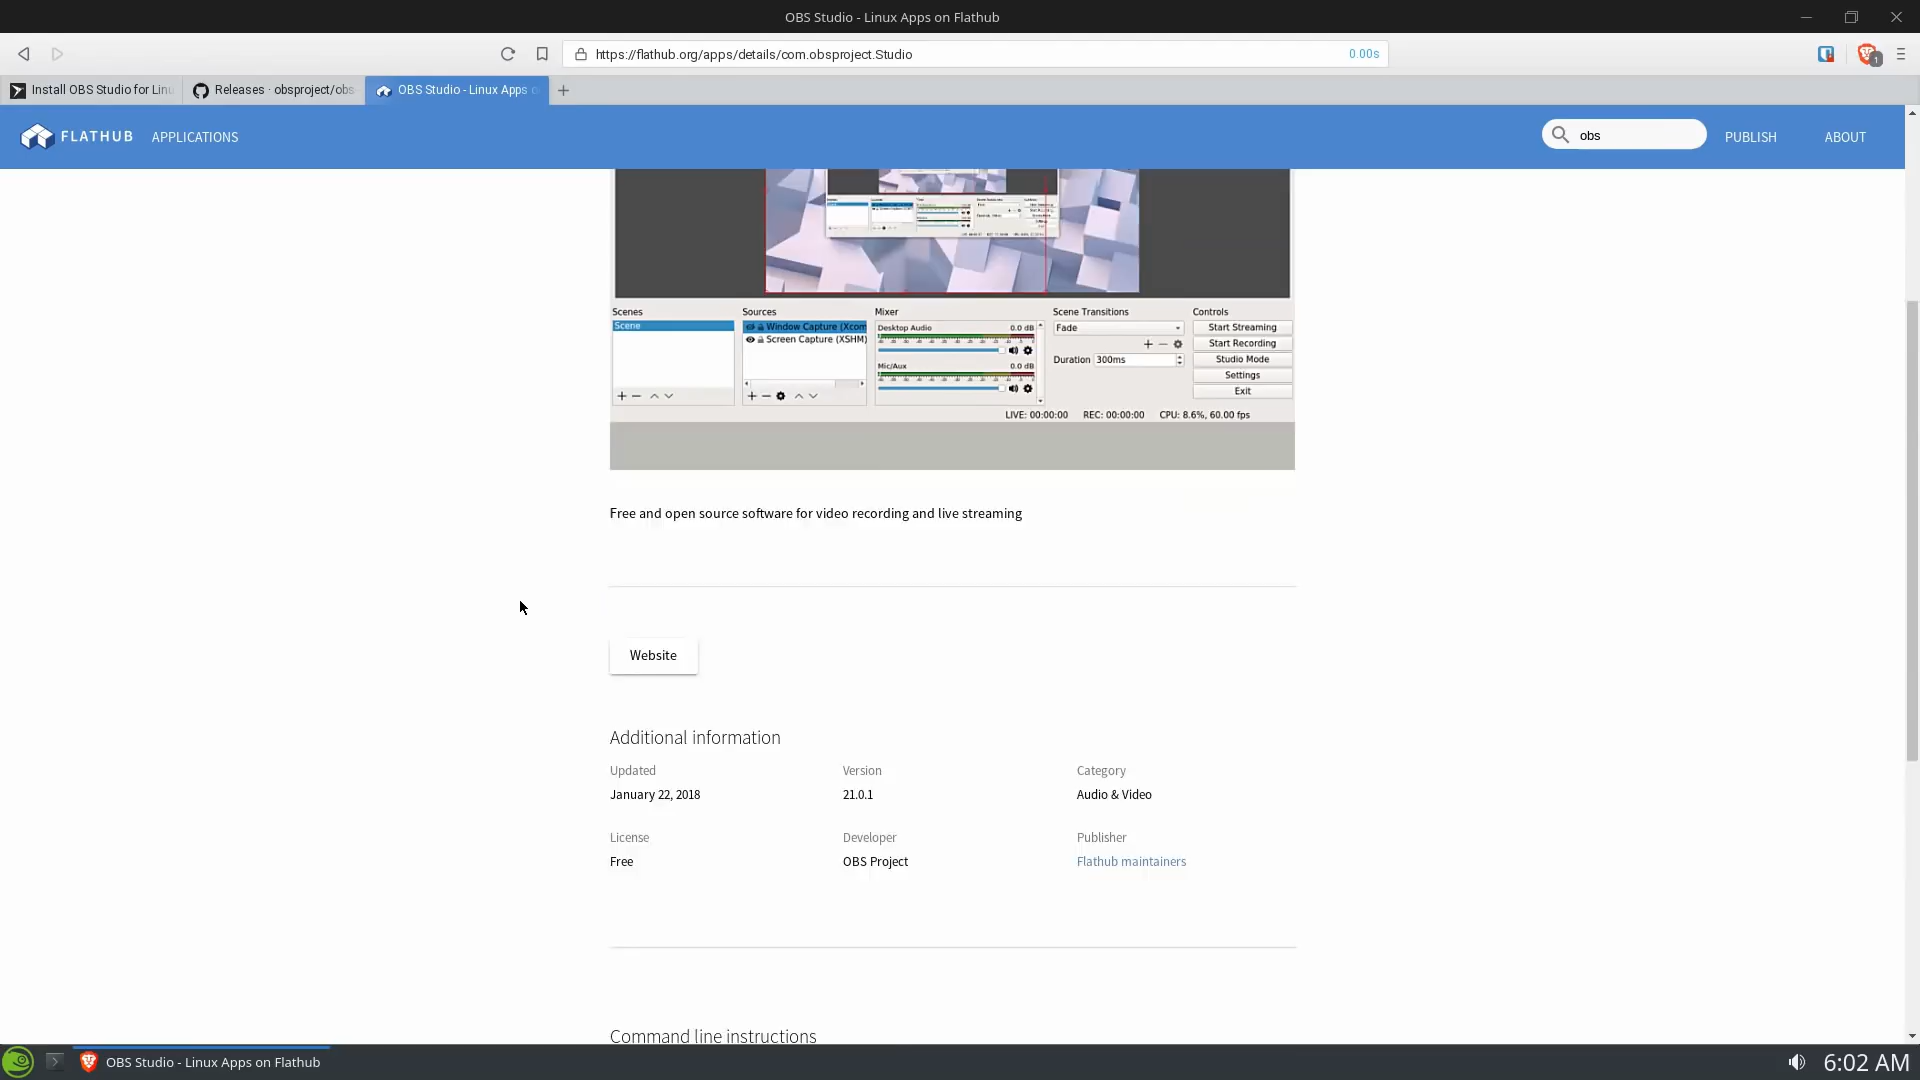 OBS Studio - Linux Apps on Flathub
https://flathub.org/apps/details/com.obsproject.Studio
0.00s
1
Install OBS Studio for Linu
Releases · obsproject/obs
OBS Studio - Linux Apps o
FLATHUB
APPLICATIONS
obs
PUBLISH
ABOUT
Scenes
Sources
Mixer
Scene Transitions
Controls
Scene
Window Capture (Xcom
Screen Capture (XSHM)
Desktop Audio
0.0 dB
Mic/Aux
0.0 dB
Fade
Duration
300ms
Start Streaming
Start Recording
Studio Mode
Settings
Exit
LIVE: 00:00:00
REC: 00:00:00
CPU: 8.6%, 60.00 fps
Free and open source software for video recording and live streaming
Website
Additional information
Updated
Version
Category
January 22, 2018
21.0.1
Audio & Video
License
Developer
Publisher
Free
OBS Project
Flathub maintainers
Command line instructions
OBS Studio - Linux Apps on Flathub
6:02 AM